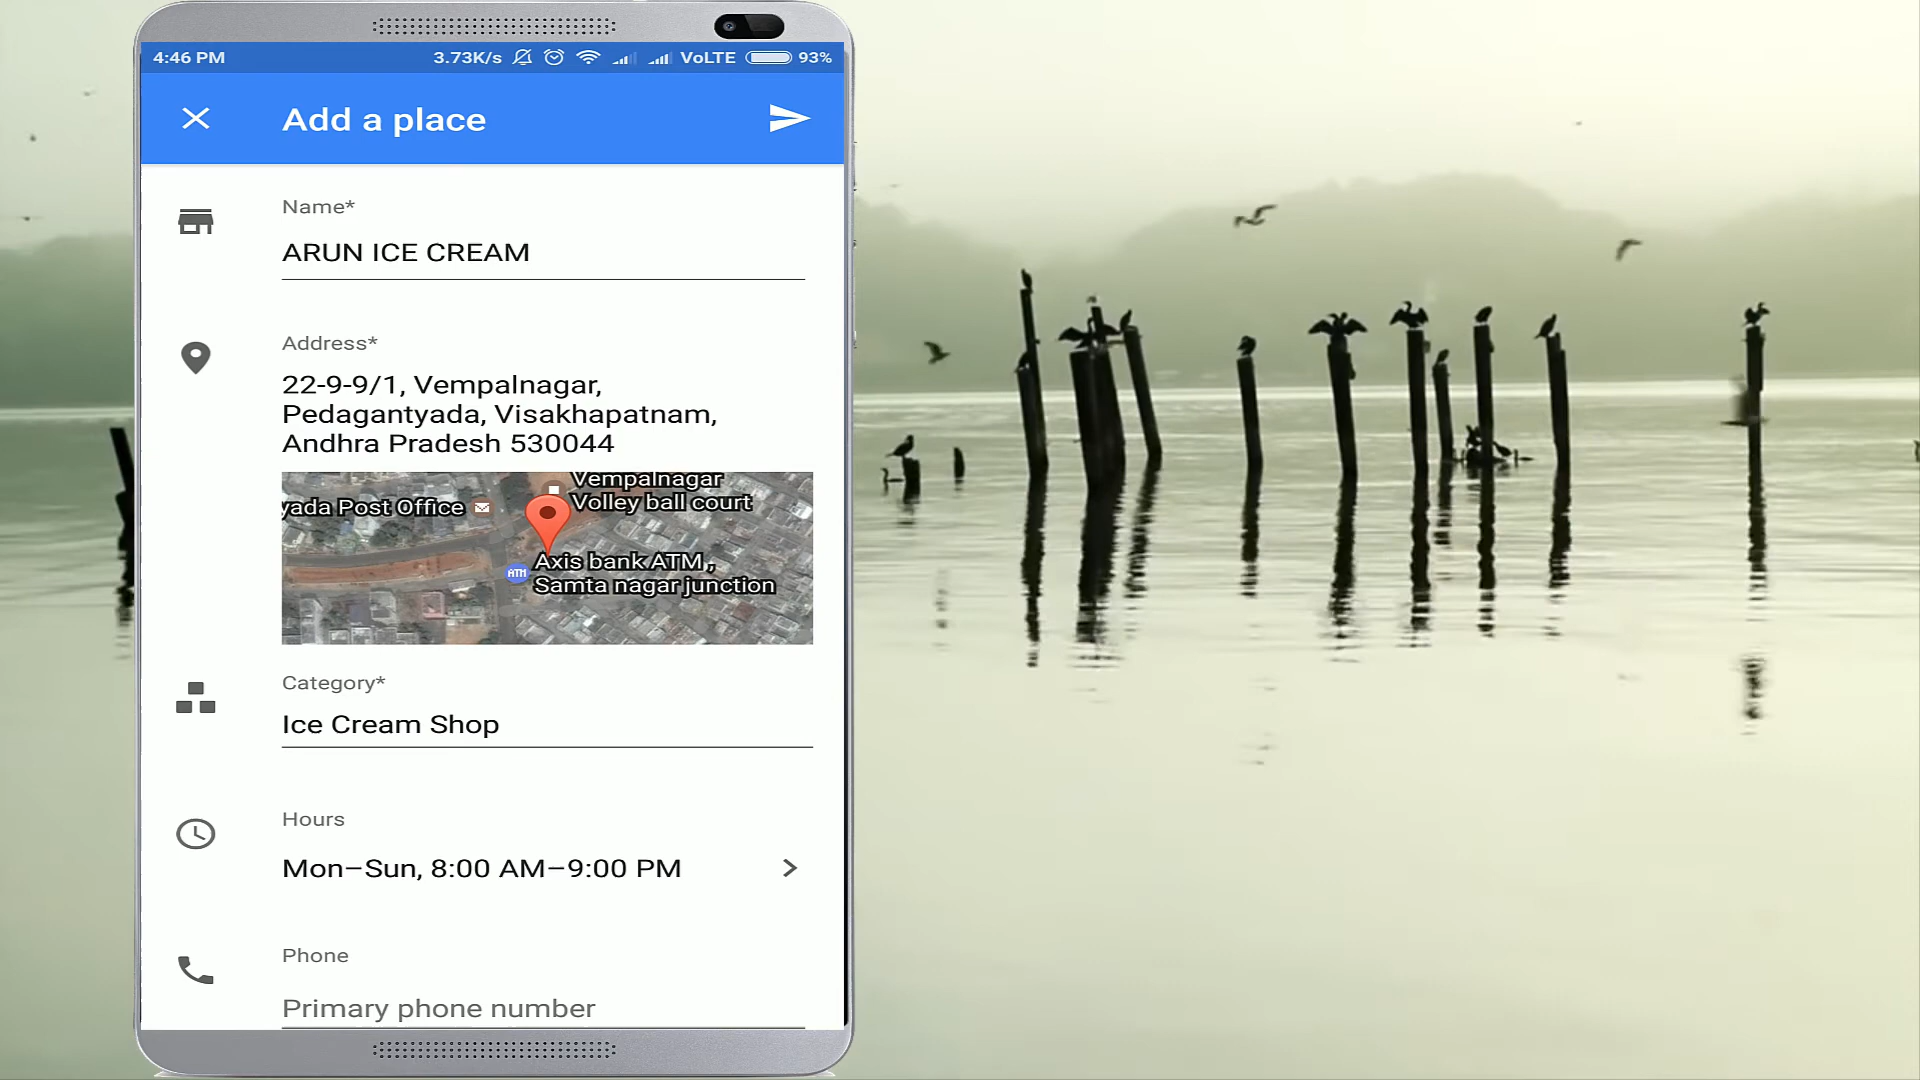 4:46 PM 3.73K/s VoLTE 93%
Add a place
Name*
ARUN ICE CREAM
Address*
22-9-9/1, Vempalnagar,
Pedagantyada, Visakhapatnam,
Andhra Pradesh 530044
Vempalnagar
Volley ball court
yada Post Office
Axis bank ATM ,
Samta nagar junction
ATM
Category*
Ice Cream Shop
Hours
Mon–Sun, 8:00 AM–9:00 PM
Phone
Primary phone number